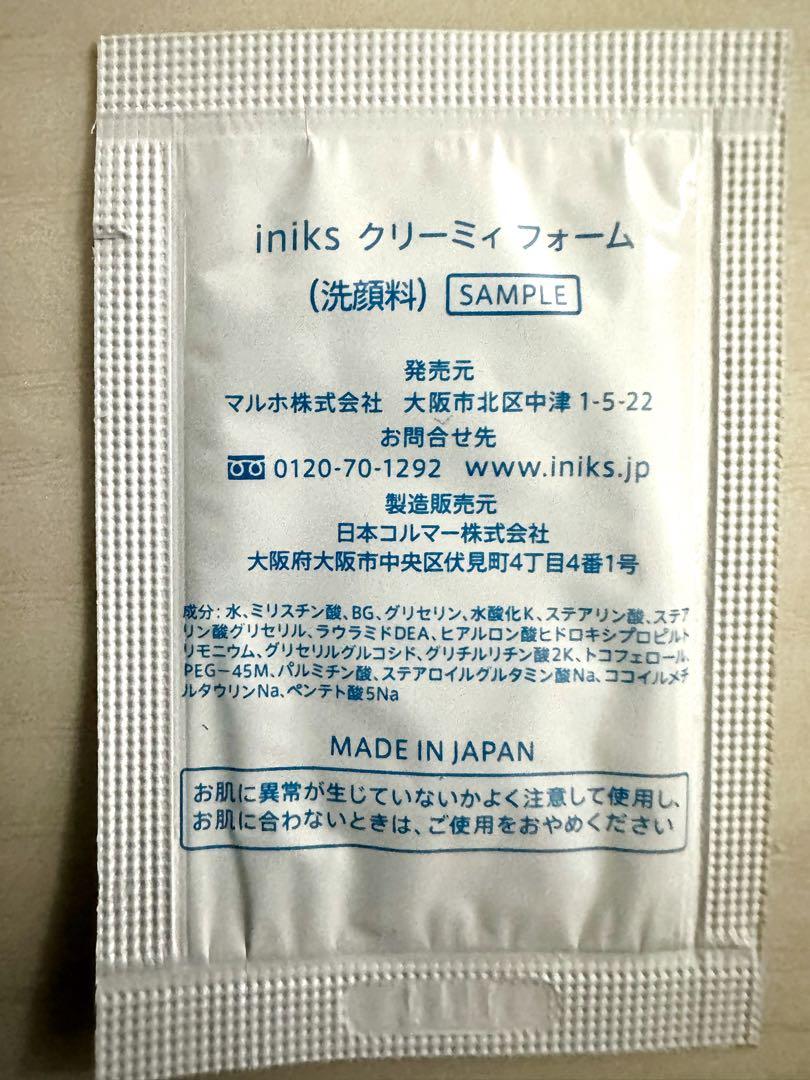 iniks クリーミィ フォーム
(洗顔料) SAMPLE
発売元
マルホ株式会社 大阪市北区中津 1-5-22
お問合せ先
0120-70-1292 www.iniks.jp
製造販売元
日本コルマー株式会社
大阪府大阪市中央区伏見町4丁目4番1号
成分:水、ミリスチン酸、BG、グリセリン、水酸化K、ステアリン酸、ステア
リン酸グリセリル、ラウラミドDEA、ヒアルロン酸ヒドロキシプロピルト
リモニウム、グリセリルグルコシド、グリチルリチン酸2K、トコフェロール、
PEG-45M、パルミチン酸、ステアロイルグルタミン酸Na、ココイルメチ
ルタウリンNa、ペンテト酸5Na
MADE IN JAPAN
お肌に異常が生じていないかよく注意して使用し、
お肌に合わないときは、ご使用をおやめください